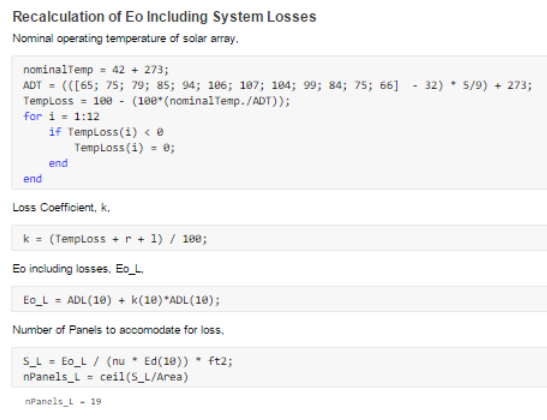 Recalculation of Eo Including System Losses
Nominal operating temperature of solar array,
nominalTemp = 42 + 273;
ADT = (([65; 75; 79; 85; 94; 106; 107; 104; 99; 84; 75; 66] - 32) * 5/9) + 273;
TempLoss = 100 - (100*(nominalTemp./ADT));
for i = 1:12
if TempLoss(i) < 0
TempLoss(i) = 0;
end
end
Loss Coefficient, k,
k = (TempLoss + r + l) / 100;
Eo including losses, Eo_L,
Eo_L = ADL(10) + k(10)*ADL(10);
Number of Panels to accomodate for loss,
S_L = Eo_L / (nu * Ed(10)) * ft2;
nPanels_L = ceil(S_L/Area)
nPanels_L = 19